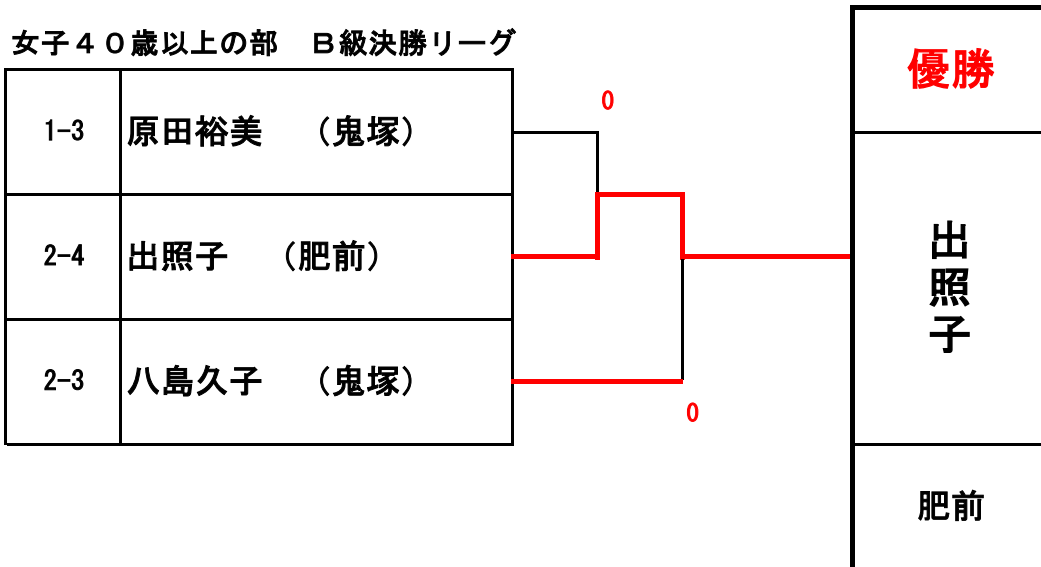 女子４０歳以上の部　Ｂ級決勝リーグ
1-3 原田裕美　（鬼塚）
2-4 出照子　（肥前）
2-3 八島久子　（鬼塚）
0
0
優勝
出照子
肥前